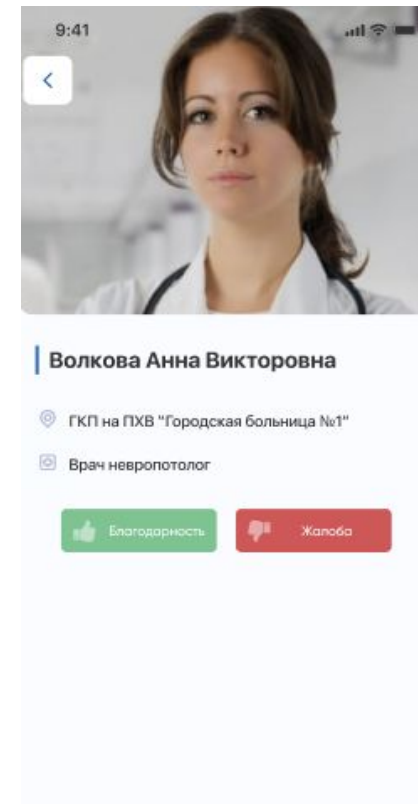 9:41
Волкова Анна Викторовна
ГКП на ПХВ "Городская больница №1"
Врач невропотолог
Благодарность
Жалоба